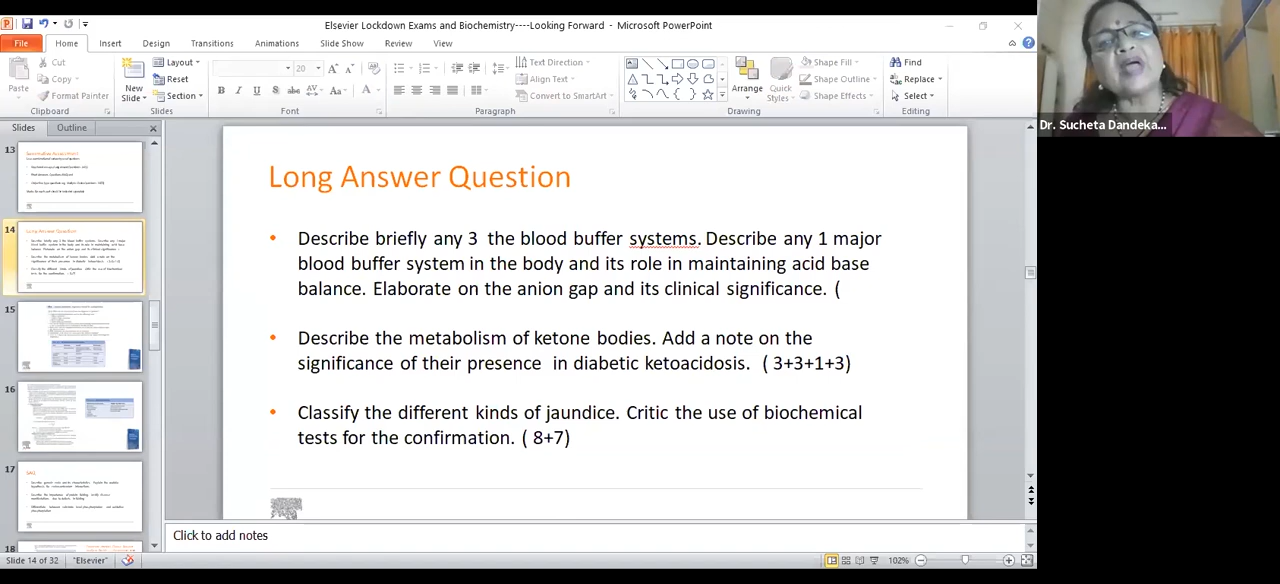 Elsevier Lockdown Exams and Biochemistry----Looking Forward - Microsoft PowerPoint
File Home Insert Design Transitions Animations Slide Show Review View
Paste
Cut
Copy
Format Painter
Clipboard
New
Slide
Layout
Reset
Section
Slides
20
B I U S abc AV Aa A
Font
Paragraph
Text Direction
Align Text
Convert to SmartArt
Arrange
Quick
Styles
Shape Fill
Shape Outline
Shape Effects
Drawing
Find
Replace
Select
Editing
Dr. Sucheta Dandeka...
Slides Outline
13
14
Long Answer Question
15
16
17
18
Long Answer Question
• Describe briefly any 3 the blood buffer systems. Describe any 1 major
blood buffer system in the body and its role in maintaining acid base
balance. Elaborate on the anion gap and its clinical significance. (
• Describe the metabolism of ketone bodies. Add a note on the
significance of their presence in diabetic ketoacidosis. ( 3+3+1+3)
• Classify the different kinds of jaundice. Critic the use of biochemical
tests for the confirmation. ( 8+7)
Click to add notes
Slide 14 of 32 "Elsevier" 102%